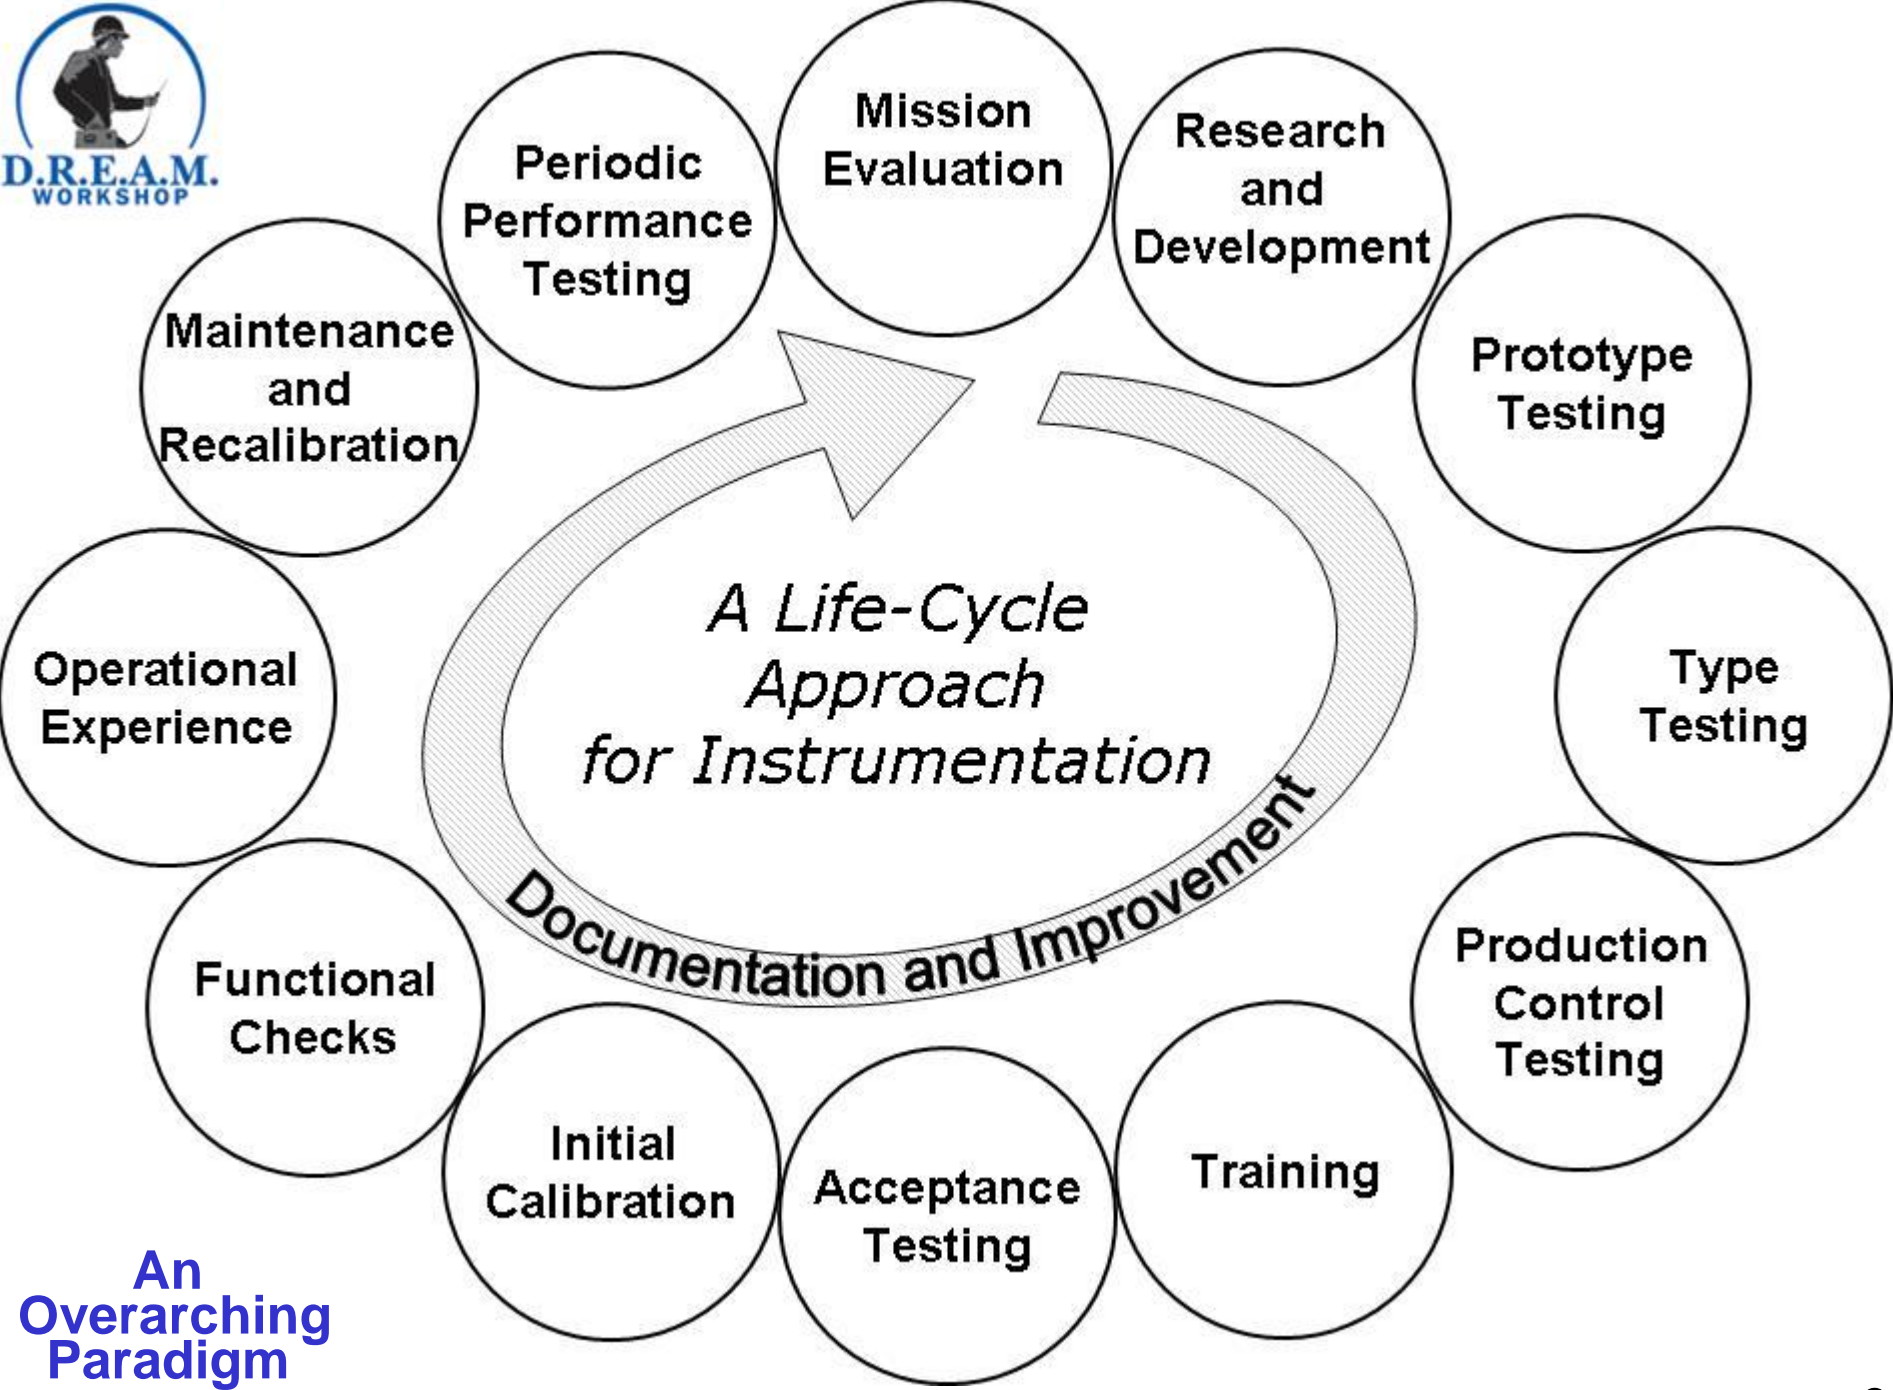 D.R.E.A.M.
WORKSHOP
Mission
Evaluation
Research
and
Development
Prototype
Testing
Type
Testing
Production
Control
Testing
Training
Acceptance
Testing
Initial
Calibration
Functional
Checks
Operational
Experience
Maintenance
and
Recalibration
Periodic
Performance
Testing
A Life-Cycle
Approach
for Instrumentation
Documentation and Improvement
An
Overarching
Paradigm